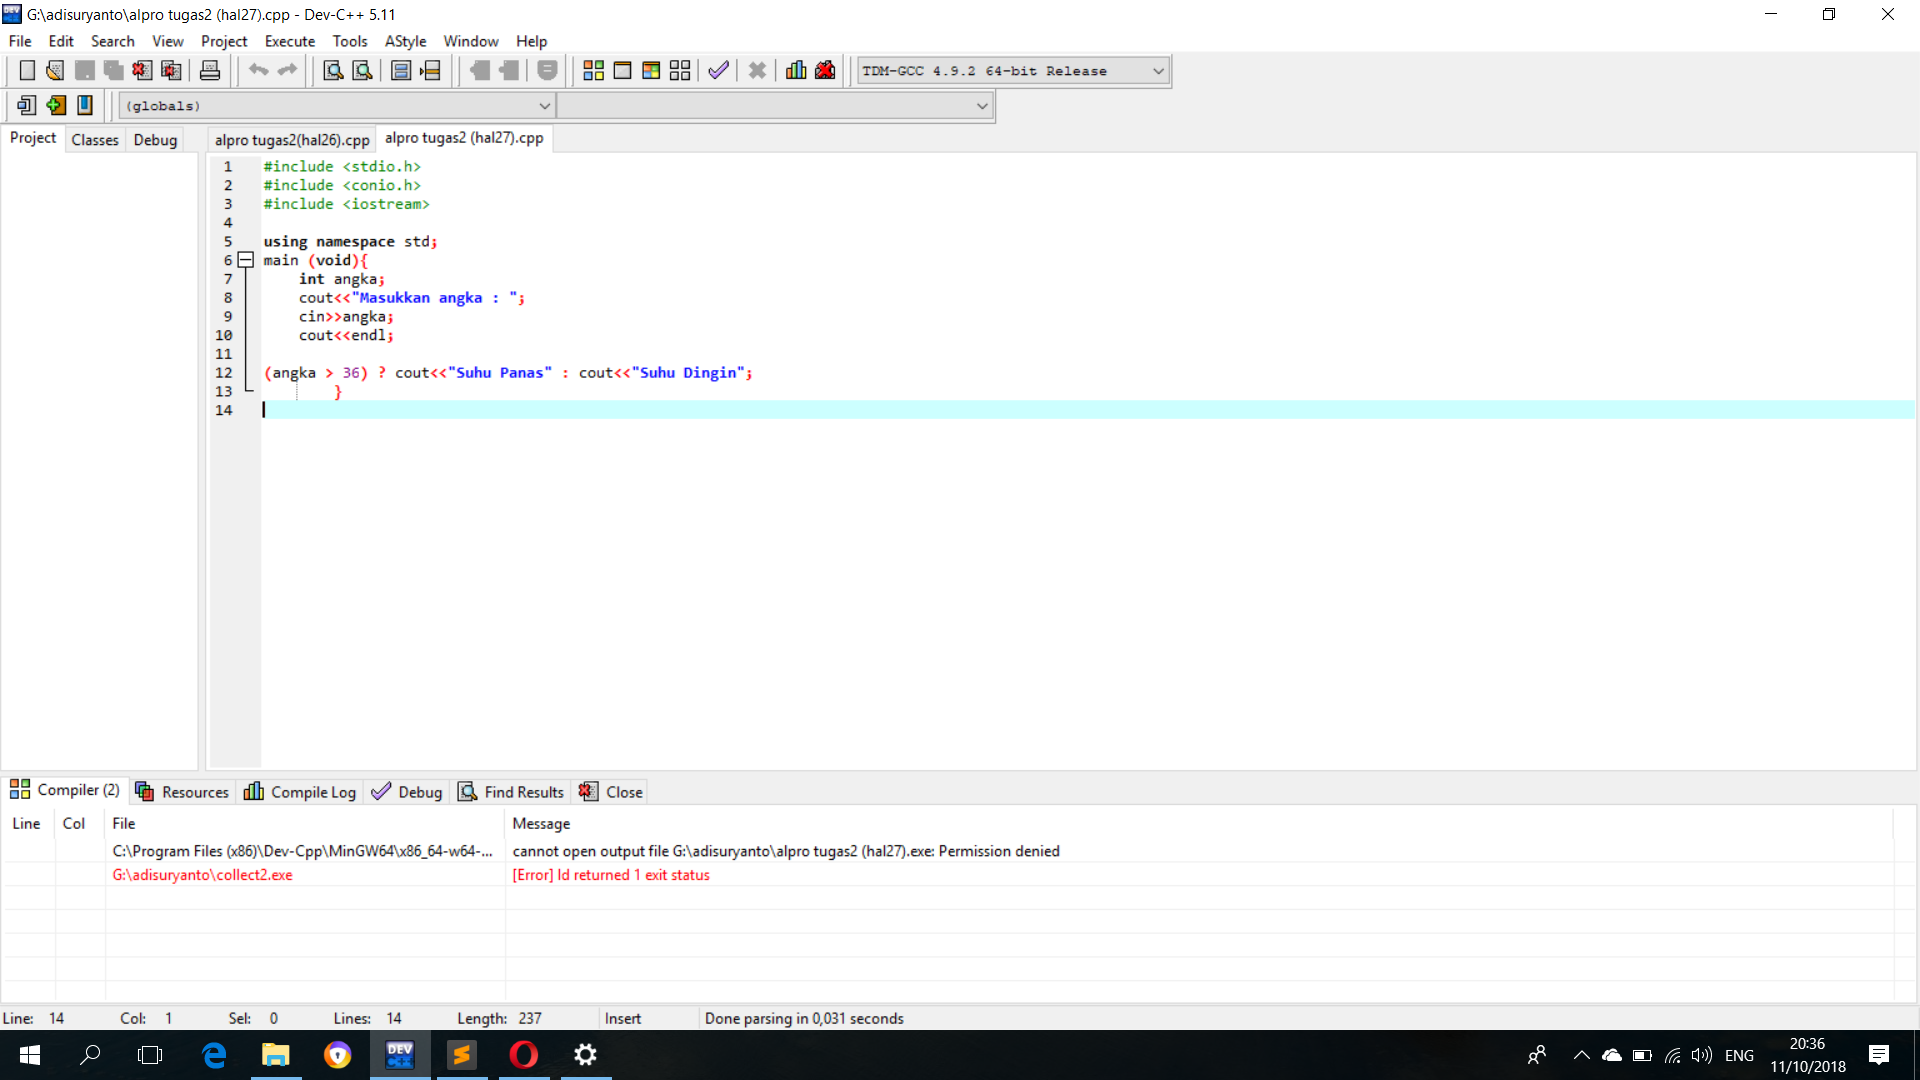 G:\adisuryanto\alpro tugas2 (hal27).cpp - Dev-C++ 5.11
File Edit Search View Project Execute Tools AStyle Window Help
TDM-GCC 4.9.2 64-bit Release
(globals)
Project Classes Debug alpro tugas2(hal26).cpp alpro tugas2 (hal27).cpp
1 #include <stdio.h>
2 #include <conio.h>
3 #include <iostream>
4
5 using namespace std;
6 main (void){
7 int angka;
8 cout<<"Masukkan angka : ";
9 cin>>angka;
10 cout<<endl;
11
12 (angka > 36) ? cout<<"Suhu Panas" : cout<<"Suhu Dingin";
13 }
14
Compiler (2) Resources Compile Log Debug Find Results Close
Line Col File Message
C:\Program Files (x86)\Dev-Cpp\MinGW64\x86_64-w64-... cannot open output file G:\adisuryanto\alpro tugas2 (hal27).exe: Permission denied
G:\adisuryanto\collect2.exe [Error] ld returned 1 exit status
Line: 14 Col: 1 Sel: 0 Lines: 14 Length: 237 Insert Done parsing in 0,031 seconds
DEV C++ ENG 20:36
11/10/2018